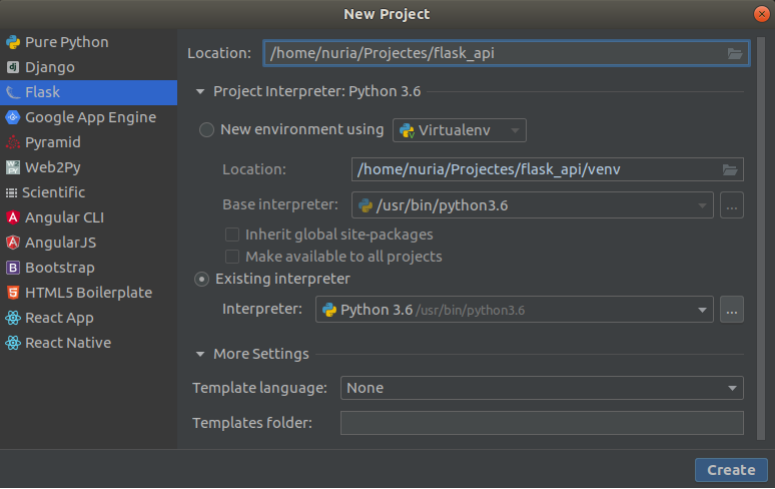 New Project
Pure Python
Django
Flask
Google App Engine
Pyramid
Web2Py
Scientific
Angular CLI
AngularJS
Bootstrap
HTML5 Boilerplate
React App
React Native
Location: /home/nuria/Projectes/flask_api
Project Interpreter: Python 3.6
New environment using Virtualenv
Location: /home/nuria/Projectes/flask_api/venv
Base interpreter: /usr/bin/python3.6 ...
Inherit global site-packages
Make available to all projects
Existing interpreter
Interpreter: Python 3.6 /usr/bin/python3.6 ...
More Settings
Template language: None
Templates folder:
Create